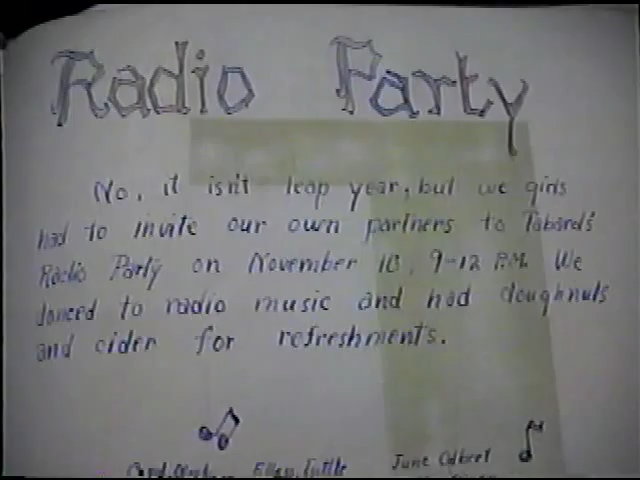 Radio Party
No, it isn't leap year, but we girls
had to invite our own partners to Tabard's
Radio Party on November 10, 9-12 P.M. We
danced to radio music and had doughnuts
and cider for refreshments.
Ellen Tuttle June